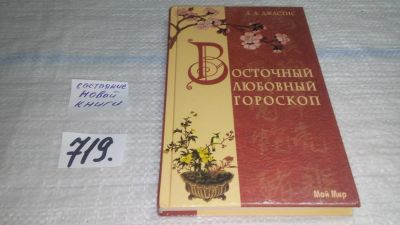 Л. А. ДЖАСТИС
ВОСТОЧНЫЙ
ЛЮБОВНЫЙ
ГОРОСКОП
Мой Мир
состояние
новой
книги
719.